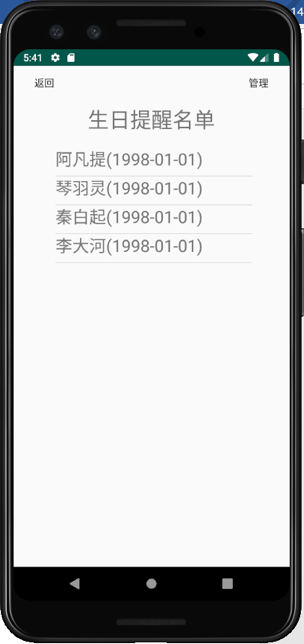 14
5:41
返回 管理
生日提醒名单
阿凡提(1998-01-01)
琴羽灵(1998-01-01)
秦白起(1998-01-01)
李大河(1998-01-01)